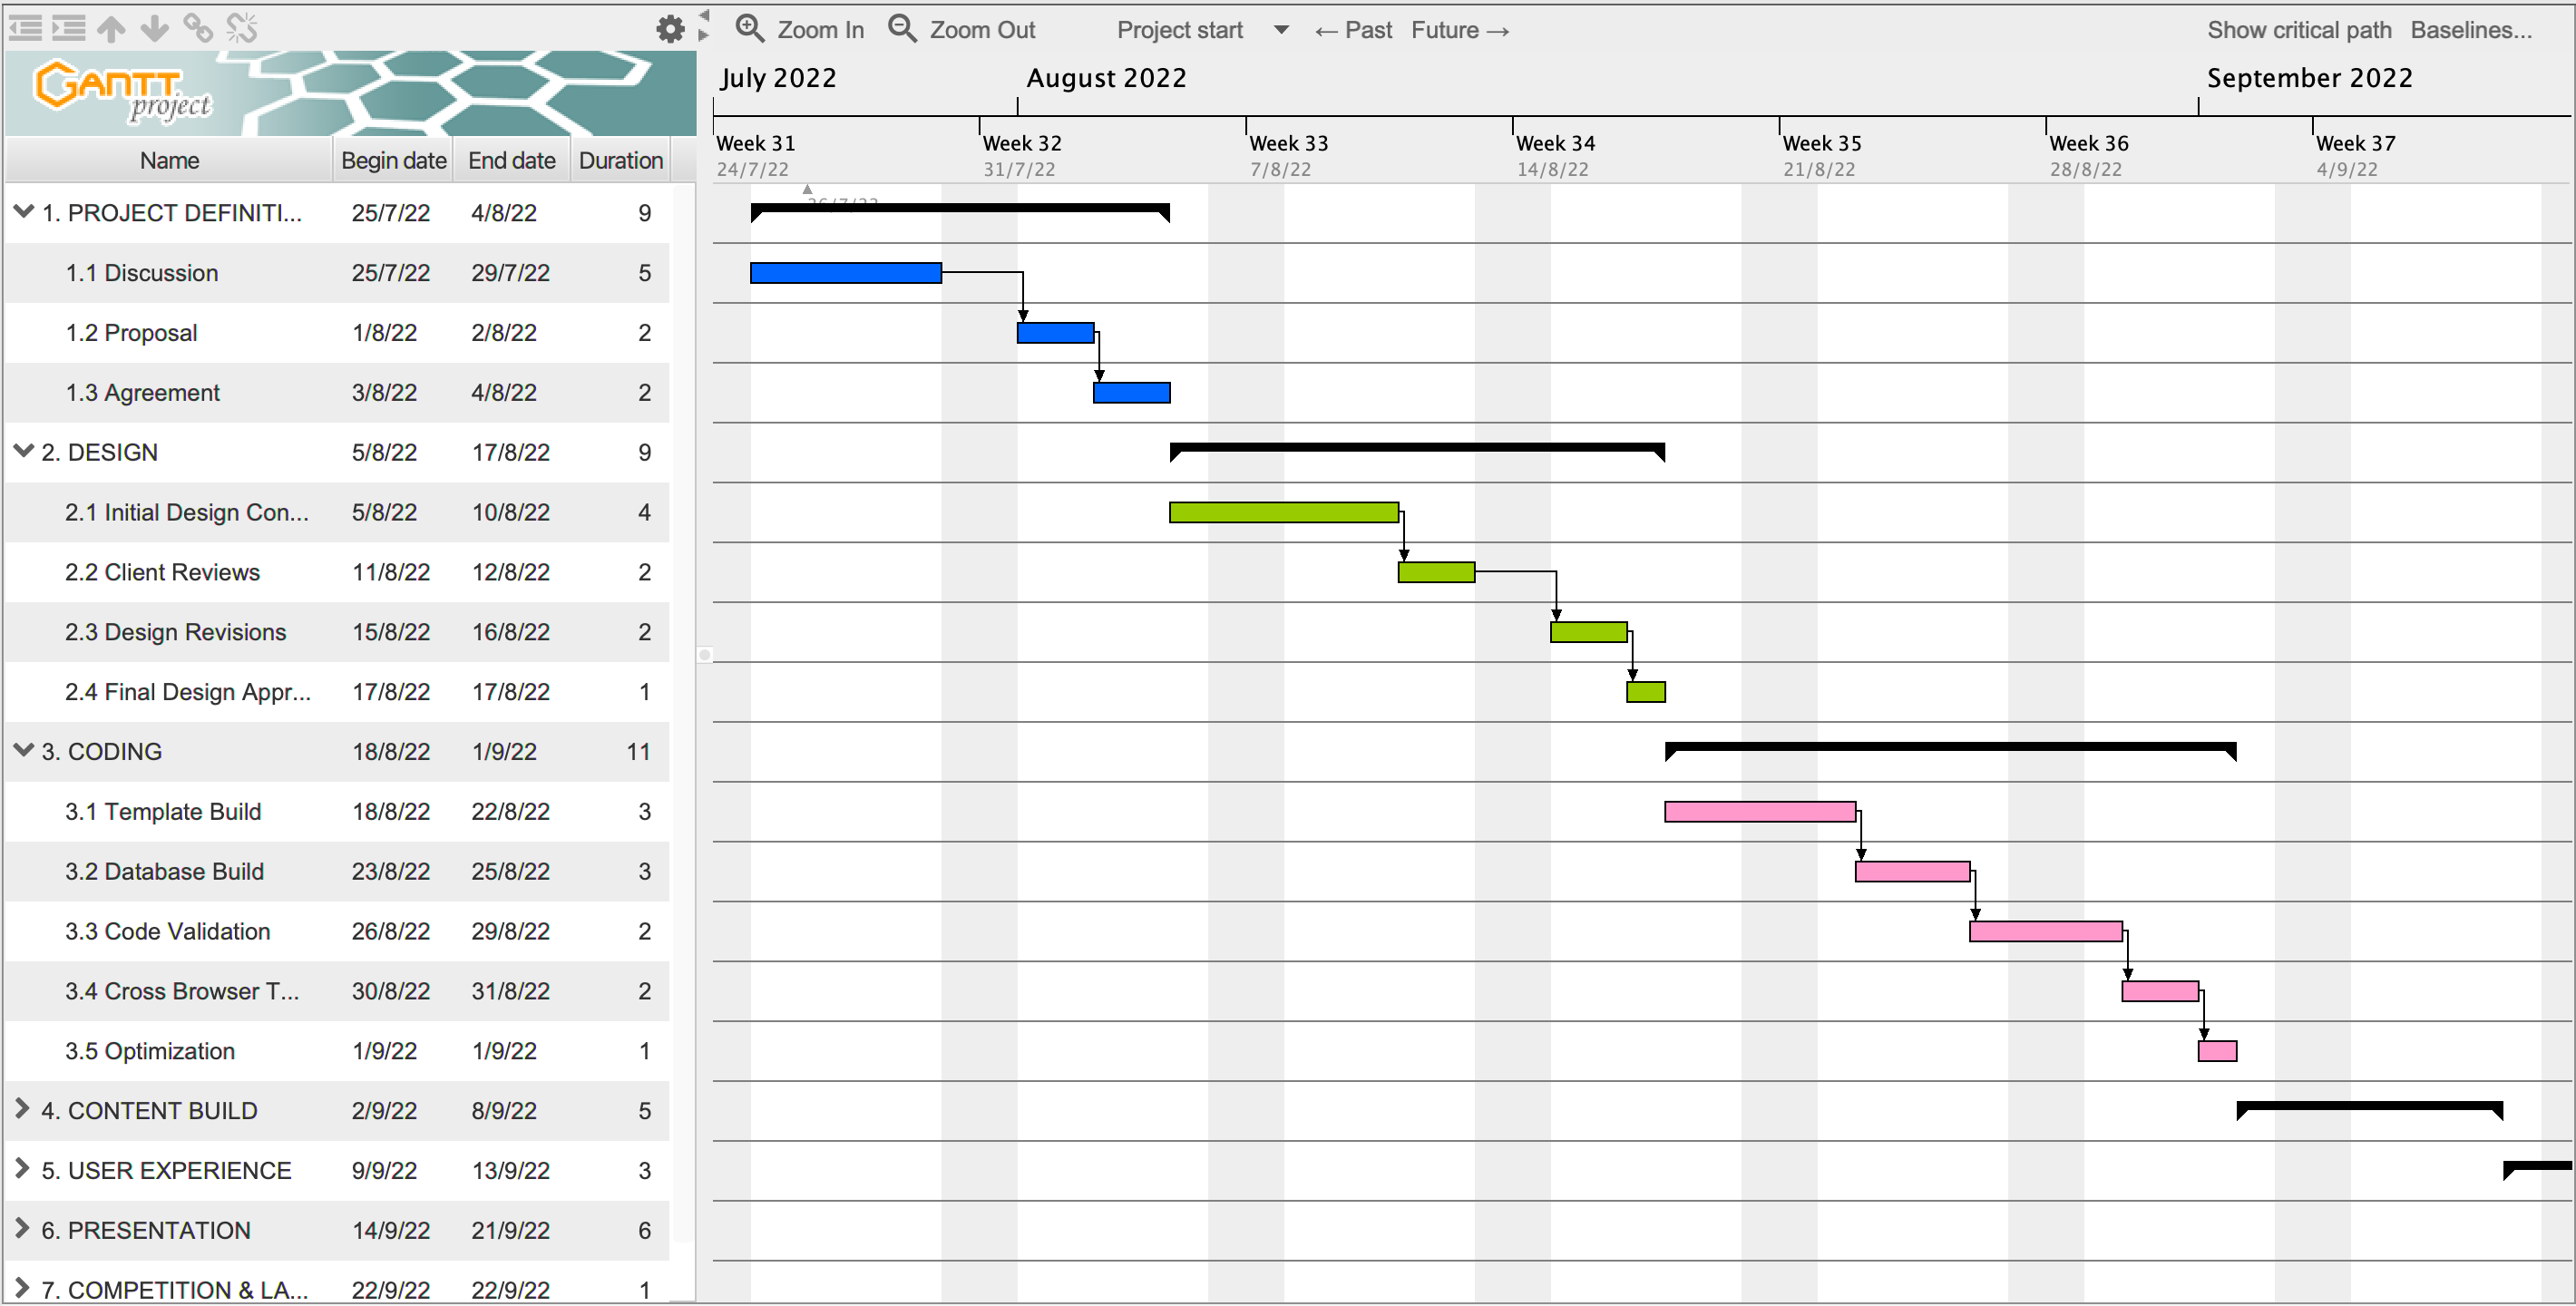 Zoom In Zoom Out Project start ← Past Future → Show critical path Baselines...
GANTT
project
July 2022 August 2022 September 2022
Week 31 Week 32 Week 33 Week 34 Week 35 Week 36 Week 37
24/7/22 31/7/22 7/8/22 14/8/22 21/8/22 28/8/22 4/9/22
Name Begin date End date Duration
1. PROJECT DEFINITI... 25/7/22 4/8/22 9
1.1 Discussion 25/7/22 29/7/22 5
1.2 Proposal 1/8/22 2/8/22 2
1.3 Agreement 3/8/22 4/8/22 2
2. DESIGN 5/8/22 17/8/22 9
2.1 Initial Design Con... 5/8/22 10/8/22 4
2.2 Client Reviews 11/8/22 12/8/22 2
2.3 Design Revisions 15/8/22 16/8/22 2
2.4 Final Design Appr... 17/8/22 17/8/22 1
3. CODING 18/8/22 1/9/22 11
3.1 Template Build 18/8/22 22/8/22 3
3.2 Database Build 23/8/22 25/8/22 3
3.3 Code Validation 26/8/22 29/8/22 2
3.4 Cross Browser T... 30/8/22 31/8/22 2
3.5 Optimization 1/9/22 1/9/22 1
4. CONTENT BUILD 2/9/22 8/9/22 5
5. USER EXPERIENCE 9/9/22 13/9/22 3
6. PRESENTATION 14/9/22 21/9/22 6
7. COMPETITION & LA... 22/9/22 22/9/22 1